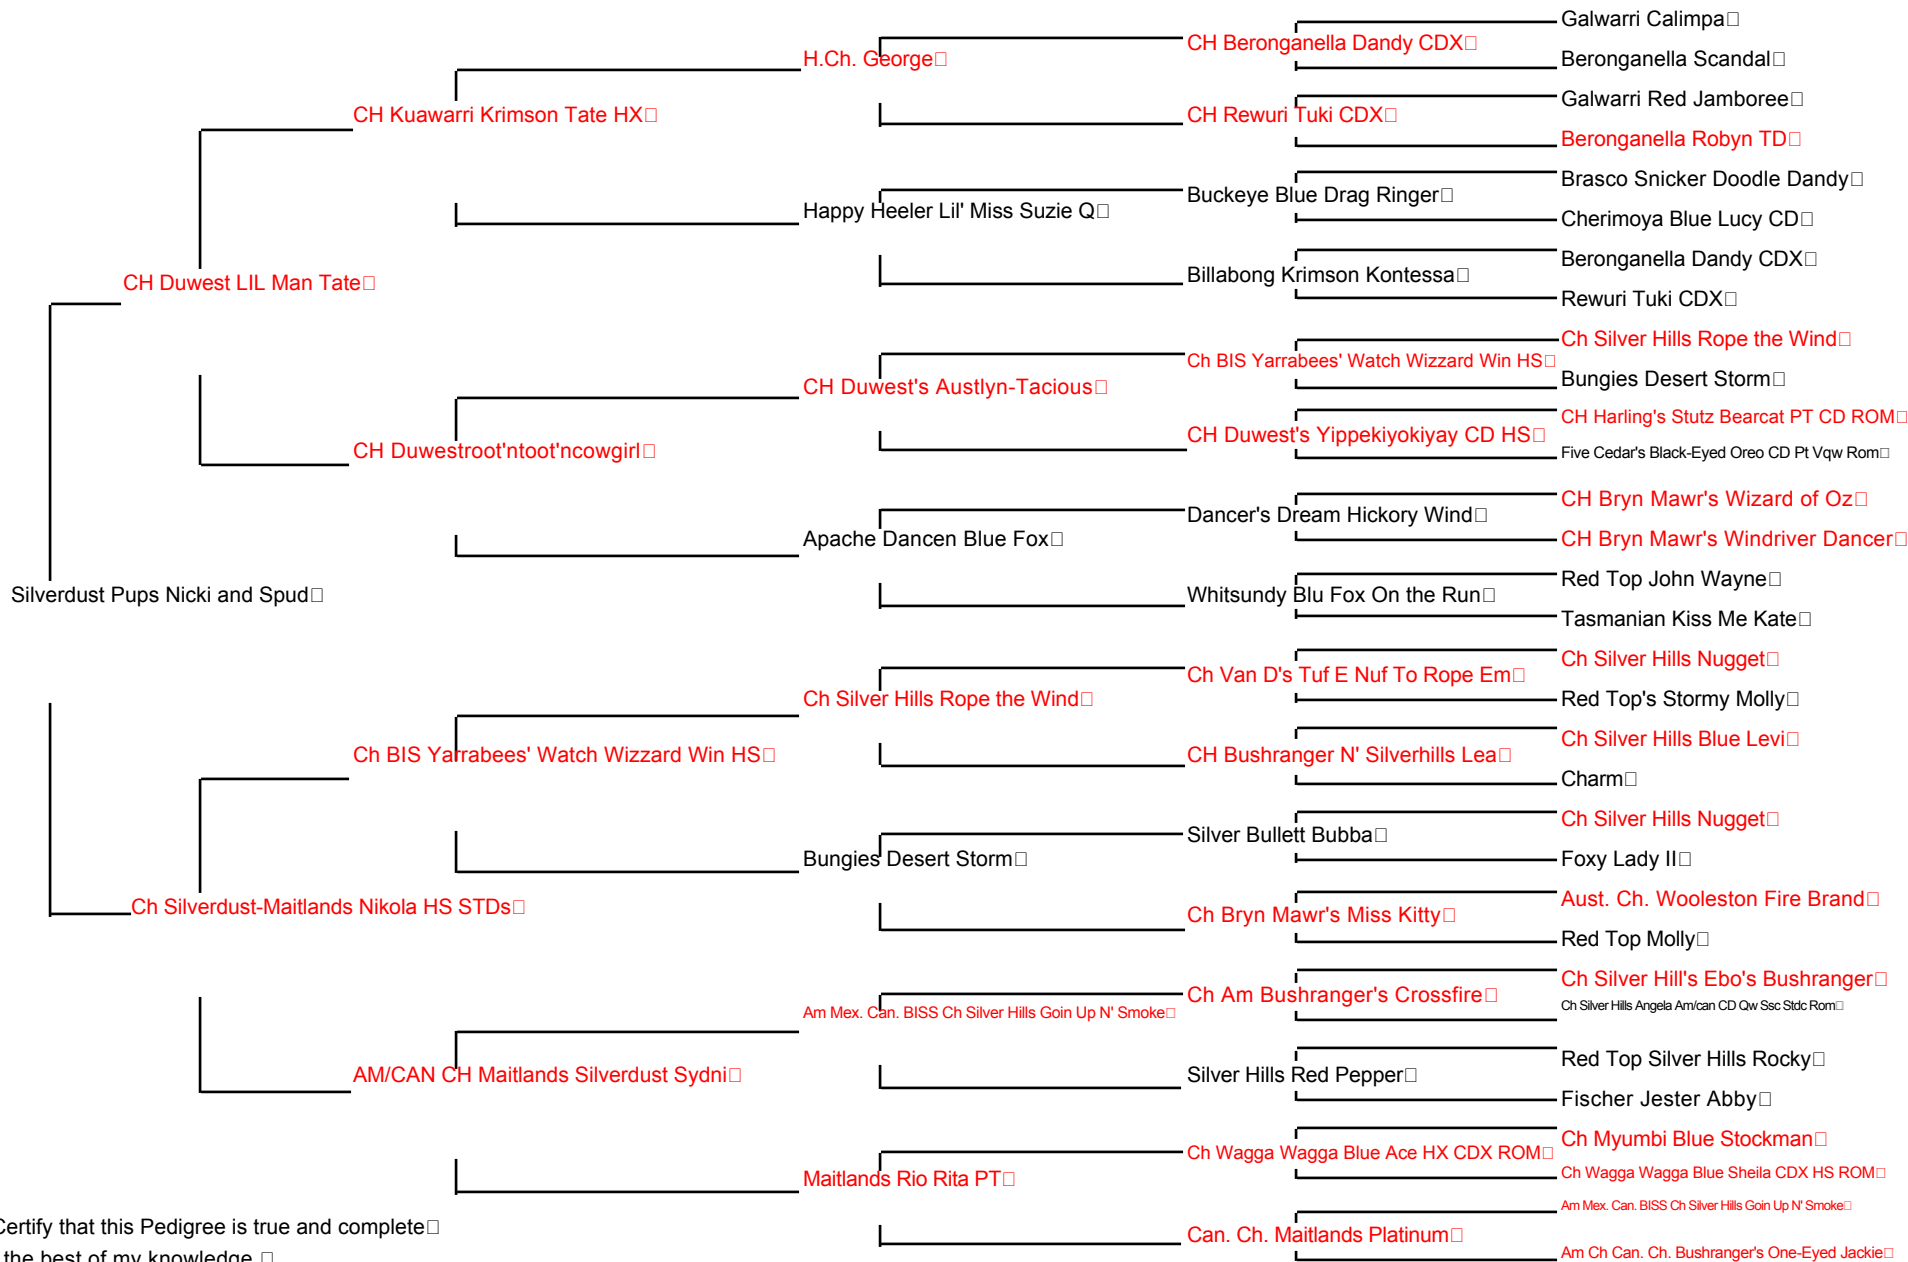 Galwarri Calimpa
CH Beronganella Dandy CDX
H.Ch. George
Beronganella Scandal
CH Kuawarri Krimson Tate HX
Galwarri Red Jamboree
CH Rewuri Tuki CDX
Beronganella Robyn TD
Brasco Snicker Doodle Dandy
Buckeye Blue Drag Ringer
Happy Heeler Lil' Miss Suzie Q
Cherimoya Blue Lucy CD
Beronganella Dandy CDX
Billabong Krimson Kontessa
CH Duwest LIL Man Tate
Rewuri Tuki CDX
Ch Silver Hills Rope the Wind
Ch BIS Yarrabees' Watch Wizzard Win HS
Bungies Desert Storm
CH Duwest's Austlyn-Tacious
CH Harling's Stutz Bearcat PT CD ROM
CH Duwest's Yippekiyokiyay CD HS
CH Duwestroot'ntoot'ncowgirl
Five Cedar's Black-Eyed Oreo CD Pt Vqw Rom
CH Bryn Mawr's Wizard of Oz
Dancer's Dream Hickory Wind
Apache Dancen Blue Fox
CH Bryn Mawr's Windriver Dancer
Red Top John Wayne
Silverdust Pups Nicki and Spud
Whitsundy Blu Fox On the Run
Tasmanian Kiss Me Kate
Ch Silver Hills Nugget
Ch Van D's Tuf E Nuf To Rope Em
Ch Silver Hills Rope the Wind
Red Top's Stormy Molly
Ch Silver Hills Blue Levi
Ch BIS Yarrabees' Watch Wizzard Win HS
CH Bushranger N' Silverhills Lea
Charm
Ch Silver Hills Nugget
Silver Bullett Bubba
Bungies Desert Storm
Foxy Lady II
Aust. Ch. Wooleston Fire Brand
Ch Silverdust-Maitlands Nikola HS STDs
Ch Bryn Mawr's Miss Kitty
Red Top Molly
Ch Silver Hill's Ebo's Bushranger
Ch Am Bushranger's Crossfire
Ch Silver Hills Angela Am/can CD Qw Ssc Stdc Rom
Am Mex. Can. BISS Ch Silver Hills Goin Up N' Smoke
Red Top Silver Hills Rocky
AM/CAN CH Maitlands Silverdust Sydni
Silver Hills Red Pepper
Fischer Jester Abby
Ch Myumbi Blue Stockman
Ch Wagga Wagga Blue Ace HX CDX ROM
Ch Wagga Wagga Blue Sheila CDX HS ROM
Maitlands Rio Rita PT
Am Mex. Can. BISS Ch Silver Hills Goin Up N' Smoke
Can. Ch. Maitlands Platinum
Am Ch Can. Ch. Bushranger's One-Eyed Jackie
Certify that this Pedigree is true and complete
the best of my knowledge